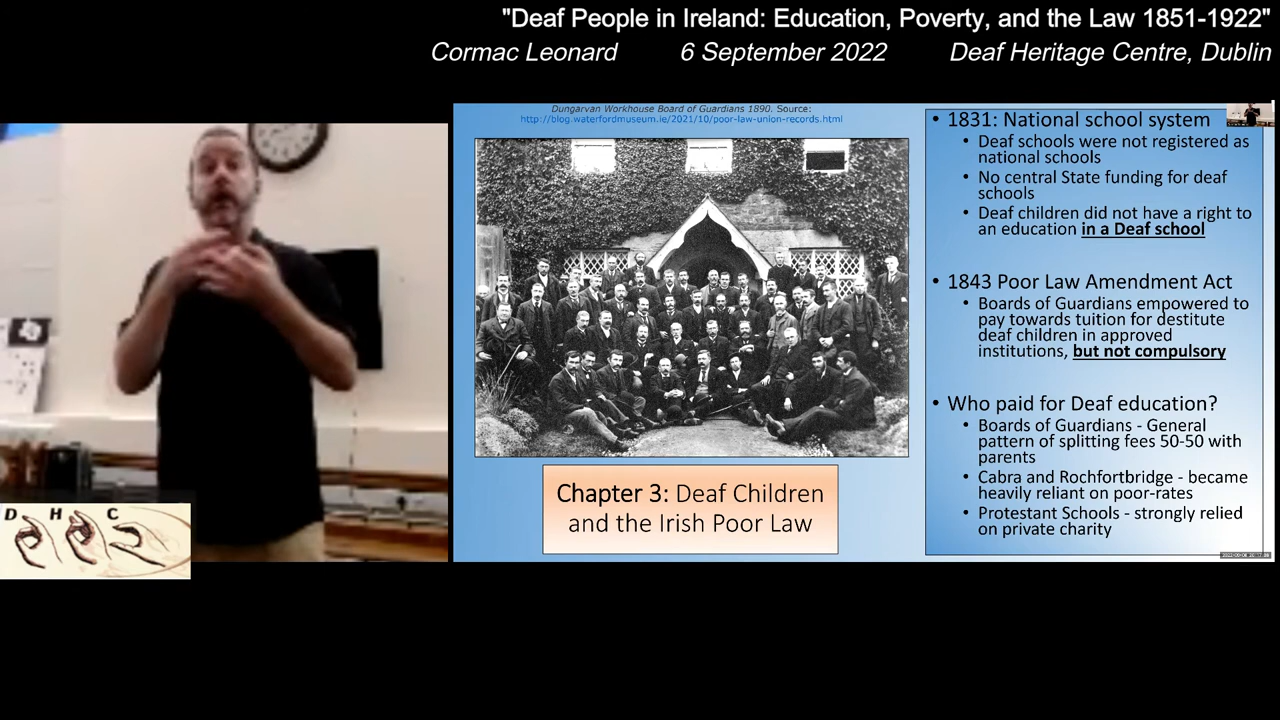 "Deaf People in Ireland: Education, Poverty, and the Law 1851-1922"
Cormac Leonard 6 September 2022 Deaf Heritage Centre, Dublin
Dungarvan Workhouse Board of Guardians 1890. Source:
http://blog.waterfordmuseum.ie/2021/10/poor-law-union-records.html
Chapter 3: Deaf Children
and the Irish Poor Law
• 1831: National school system
• Deaf schools were not registered as
national schools
• No central State funding for deaf
schools
• Deaf children did not have a right to
an education in a Deaf school
• 1843 Poor Law Amendment Act
• Boards of Guardians empowered to
pay towards tuition for destitute
deaf children in approved
institutions, but not compulsory
• Who paid for Deaf education?
• Boards of Guardians - General
pattern of splitting fees 50-50 with
parents
• Cabra and Rochfortbridge - became
heavily reliant on poor-rates
• Protestant Schools - strongly relied
on private charity
D H C